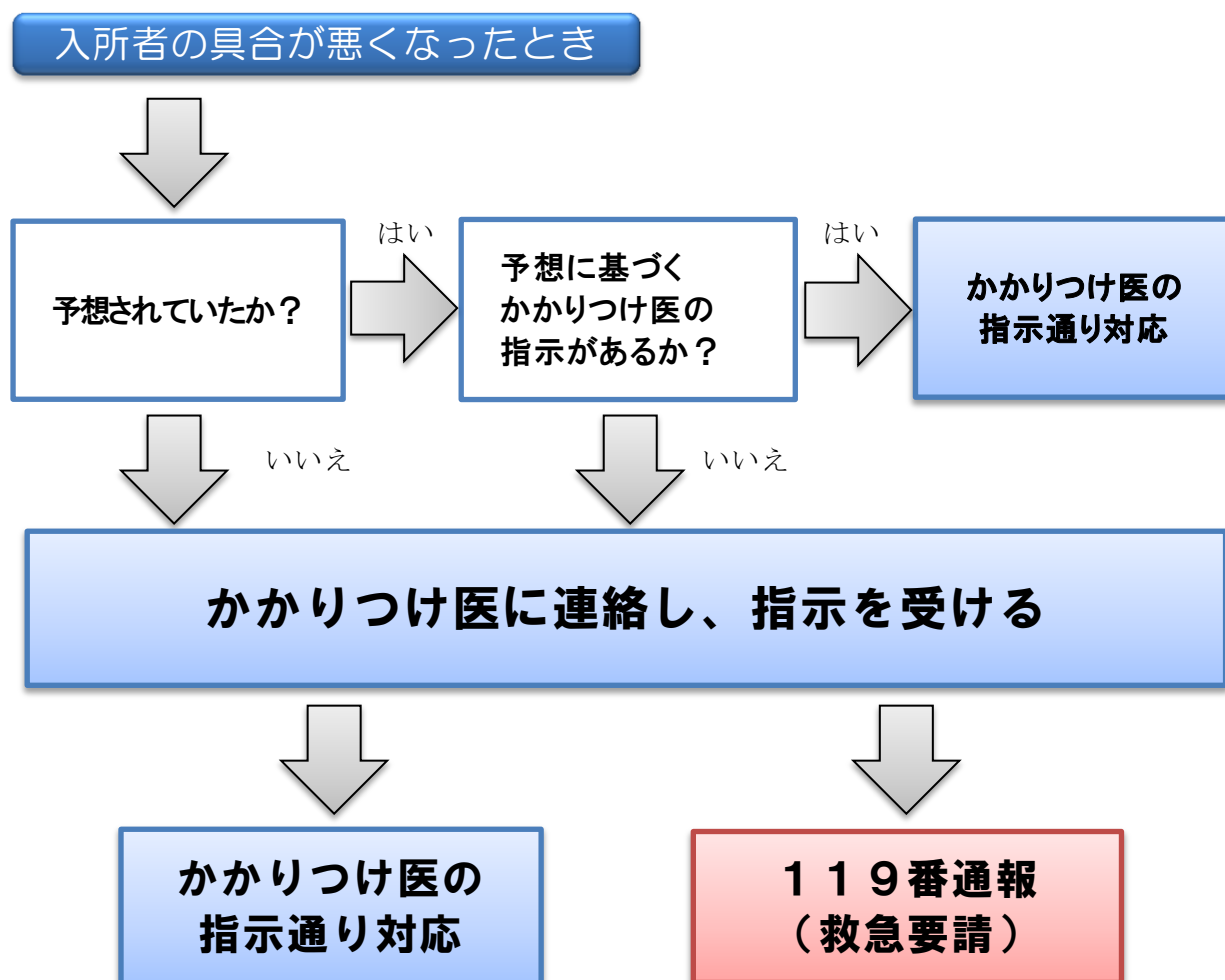 入所者の具合が悪くなったとき
はい
はい
予想されていたか？
予想に基づく
かかりつけ医の
指示があるか？
かかりつけ医の
指示通り対応
いいえ
いいえ
かかりつけ医に連絡し、指示を受ける
かかりつけ医の
指示通り対応
１１９番通報
（救急要請）